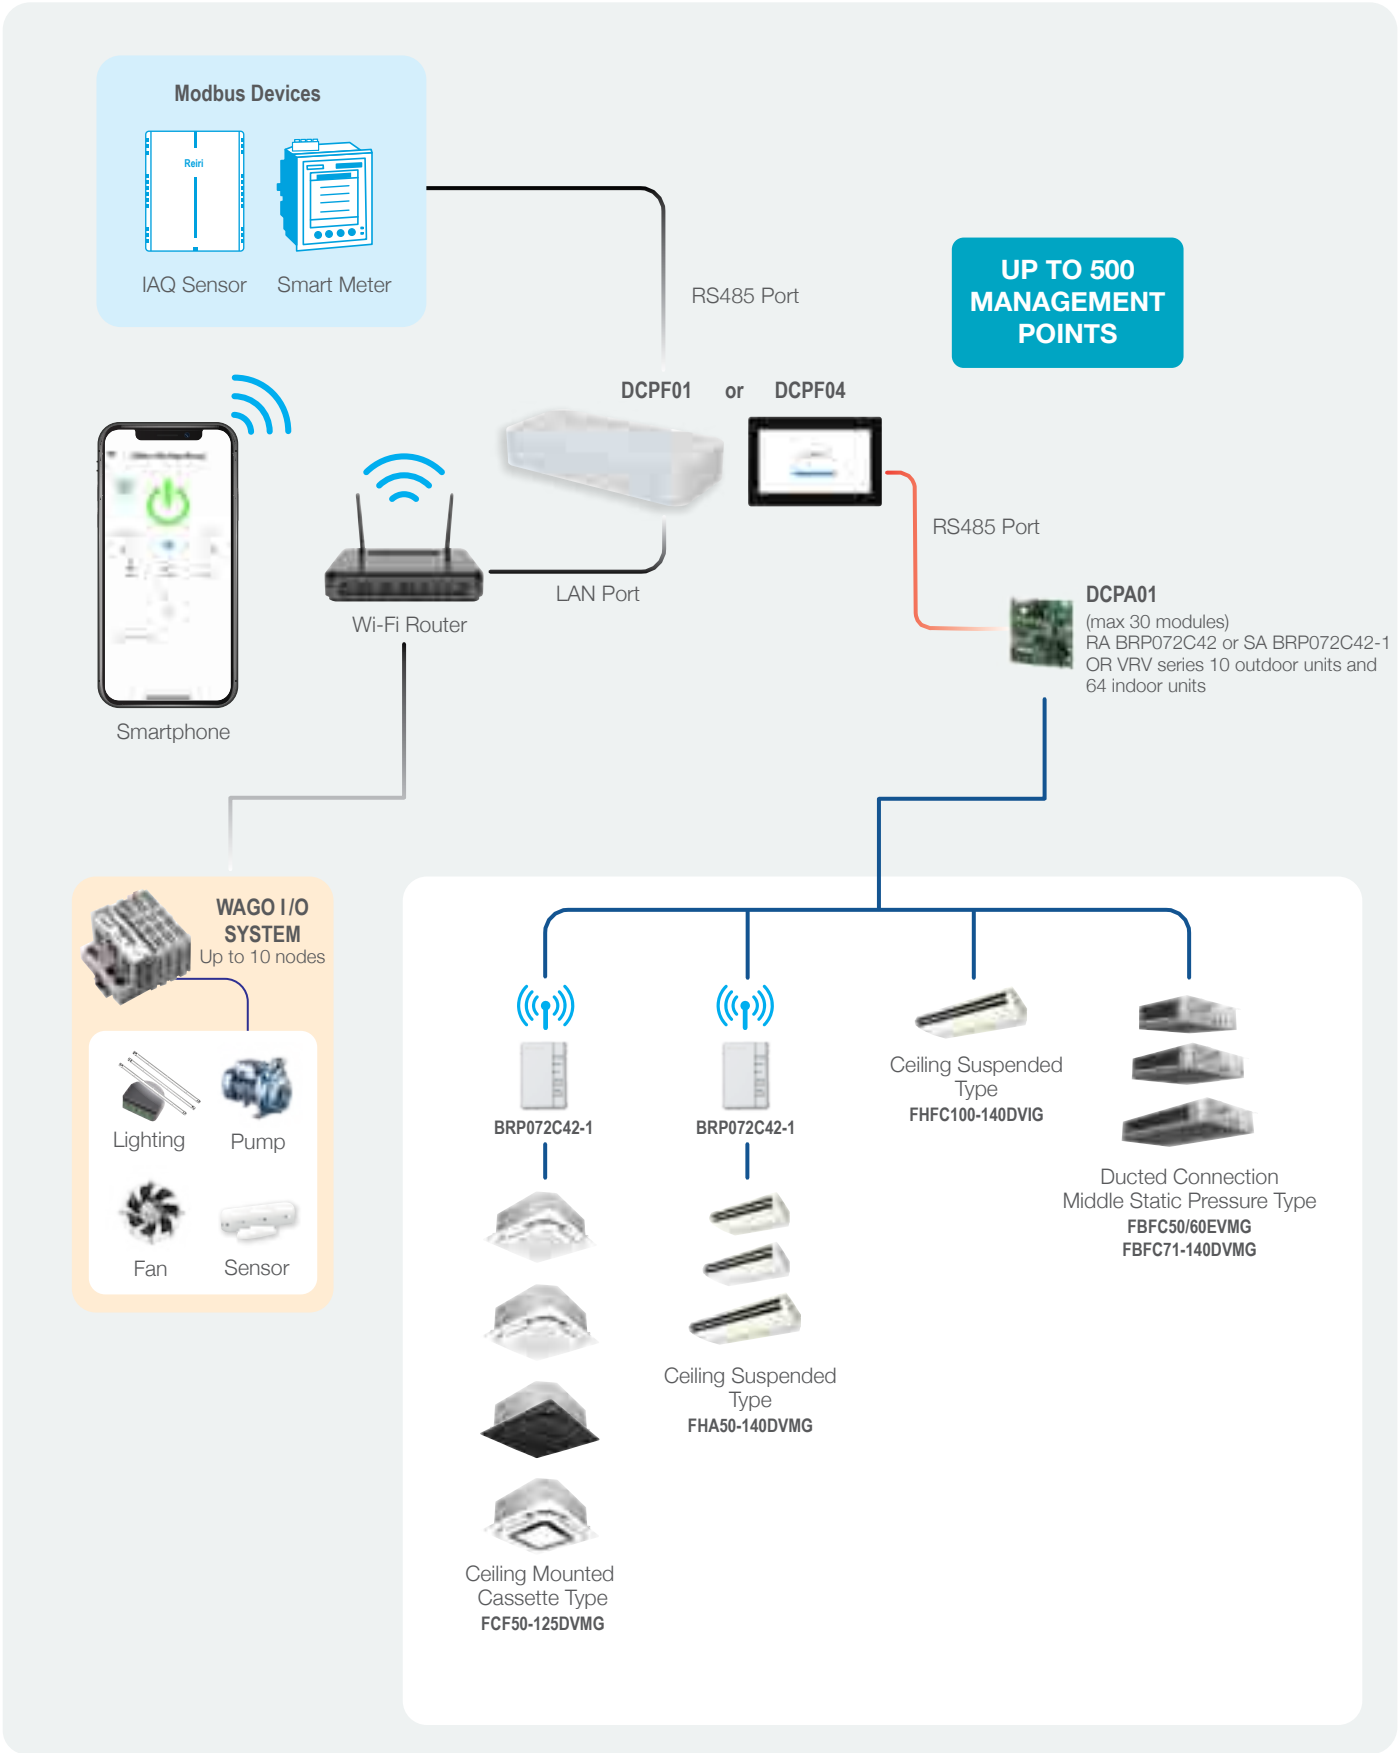 Modbus Devices
Reiri
IAQ Sensor
Smart Meter
RS485 Port
UP TO 500
MANAGEMENT
POINTS
DCPF01 or DCPF04
RS485 Port
LAN Port
Wi-Fi Router
Smartphone
DCPA01
(max 30 modules)
RA BRP072C42 or SA BRP072C42-1
OR VRV series 10 outdoor units and
64 indoor units
WAGO I/O
SYSTEM
Up to 10 nodes
Lighting
Pump
Fan
Sensor
BRP072C42-1
BRP072C42-1
Ceiling Suspended
Type
FHFC100-140DVIG
Ducted Connection
Middle Static Pressure Type
FBFC50/60EVMG
FBFC71-140DVMG
Ceiling Suspended
Type
FHA50-140DVMG
Ceiling Mounted
Cassette Type
FCF50-125DVMG